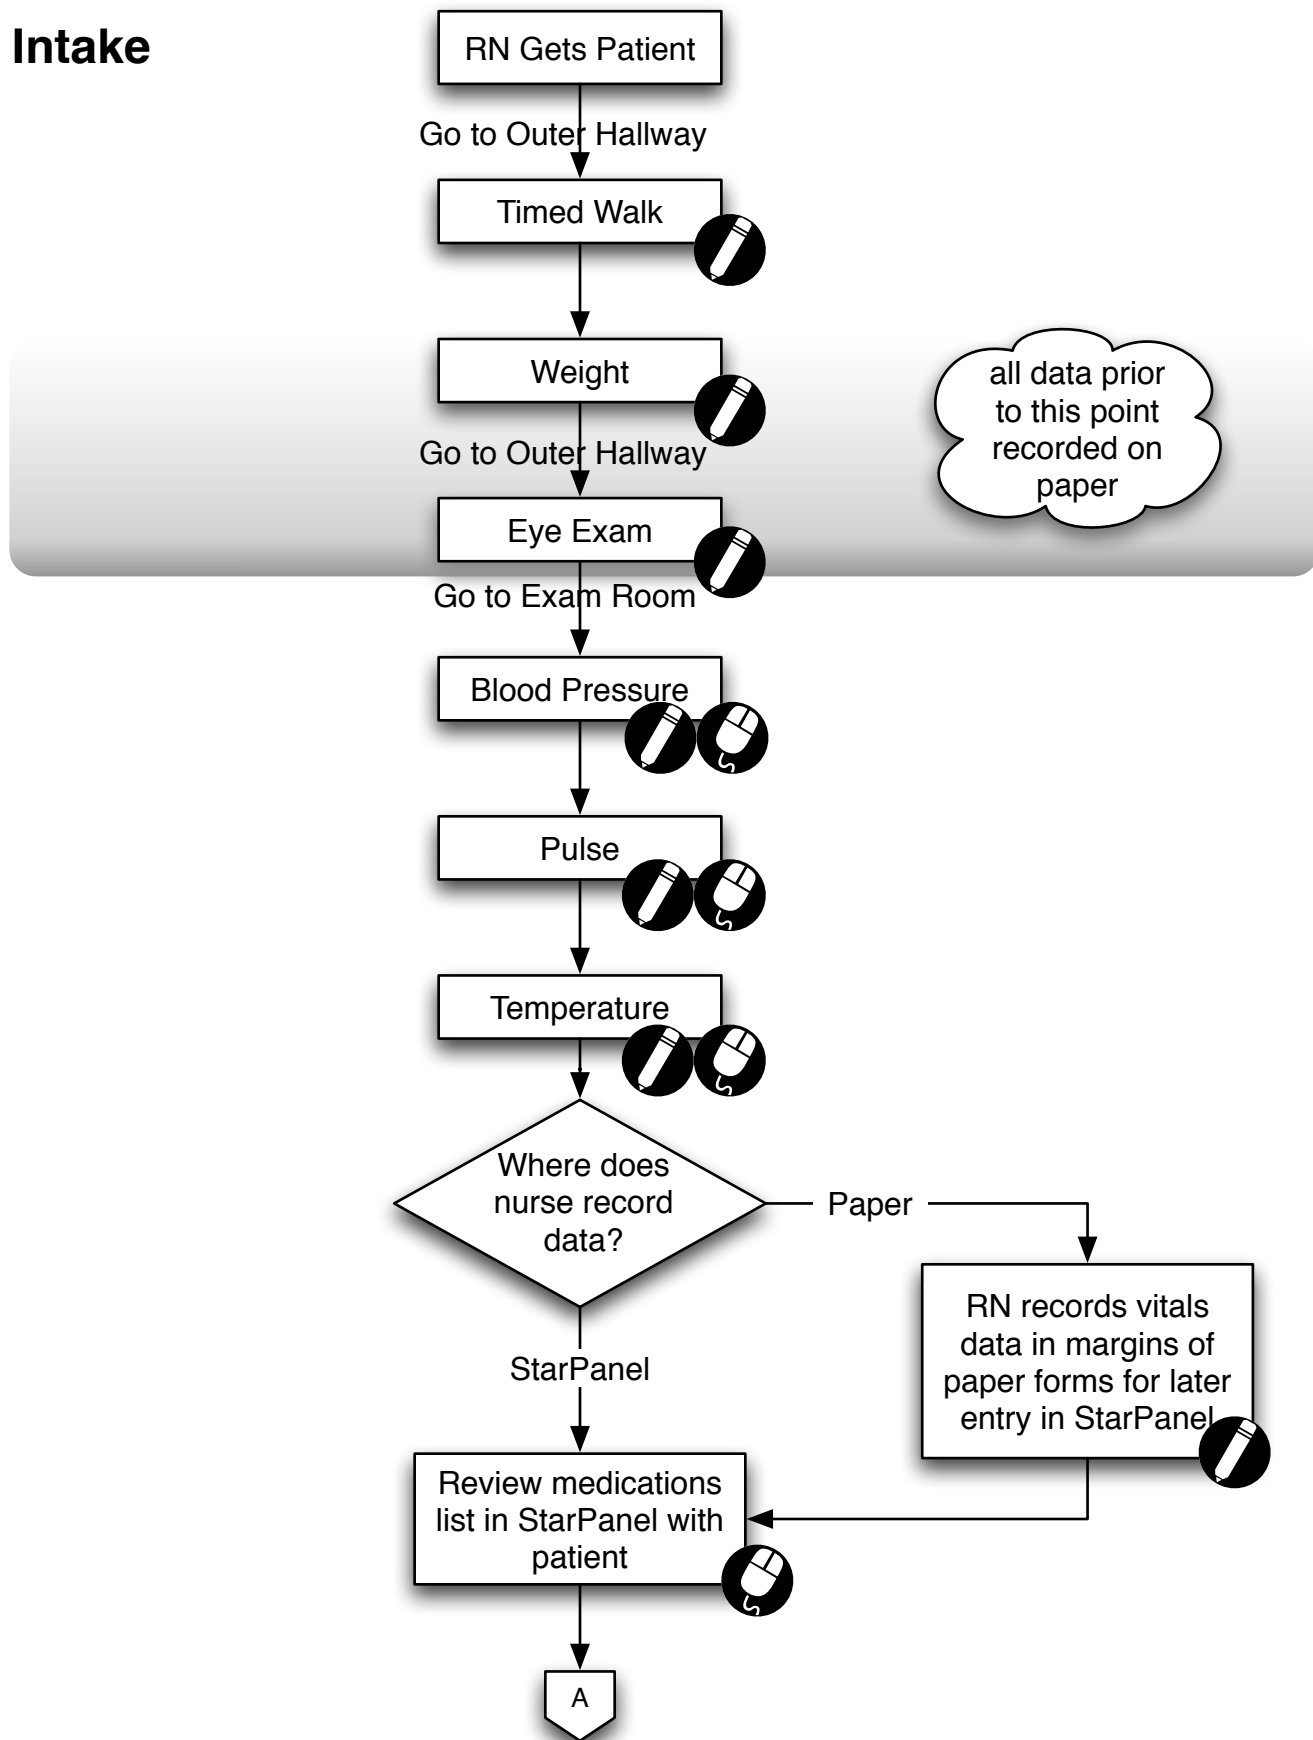 Intake
RN Gets Patient
Go to Outer Hallway
Timed Walk
Weight
all data prior
to this point
recorded on
paper
Go to Outer Hallway
Eye Exam
Go to Exam Room
Blood Pressure
Pulse
Temperature
Where does
nurse record
data?
Paper
RN records vitals
data in margins of
paper forms for later
entry in StarPanel
StarPanel
Review medications
list in StarPanel with
patient
A